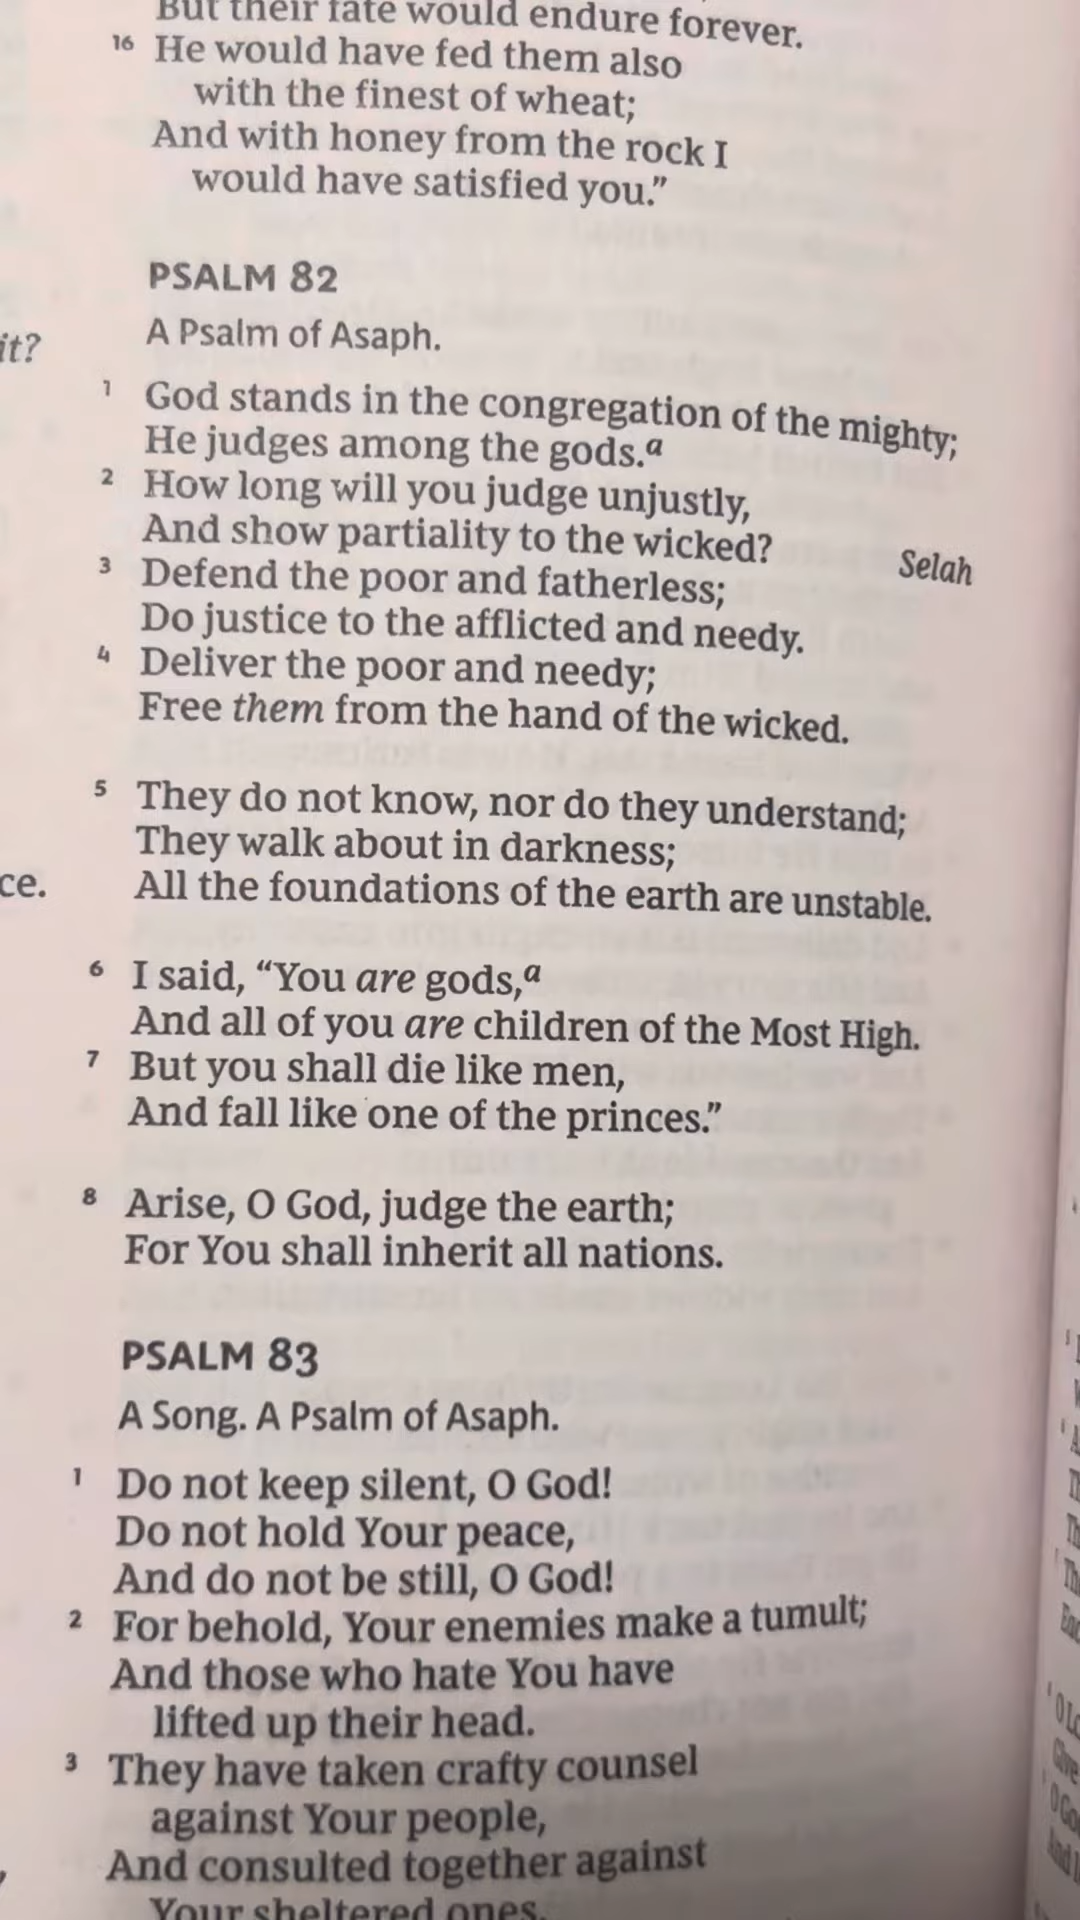 But their fate would endure forever.
16 He would have fed them also
with the finest of wheat;
And with honey from the rock I
would have satisfied you.”
PSALM 82
A Psalm of Asaph.
it?
1 God stands in the congregation of the mighty;
He judges among the gods.a
2 How long will you judge unjustly,
And show partiality to the wicked? Selah
3 Defend the poor and fatherless;
Do justice to the afflicted and needy.
4 Deliver the poor and needy;
Free them from the hand of the wicked.
5 They do not know, nor do they understand;
They walk about in darkness;
ce.
All the foundations of the earth are unstable.
6 I said, “You are gods,a
And all of you are children of the Most High.
7 But you shall die like men,
And fall like one of the princes.”
8 Arise, O God, judge the earth;
For You shall inherit all nations.
PSALM 83
A Song. A Psalm of Asaph.
1 Do not keep silent, O God!
Do not hold Your peace,
And do not be still, O God!
2 For behold, Your enemies make a tumult;
And those who hate You have
lifted up their head.
3 They have taken crafty counsel
against Your people,
And consulted together against
Your sheltered ones.